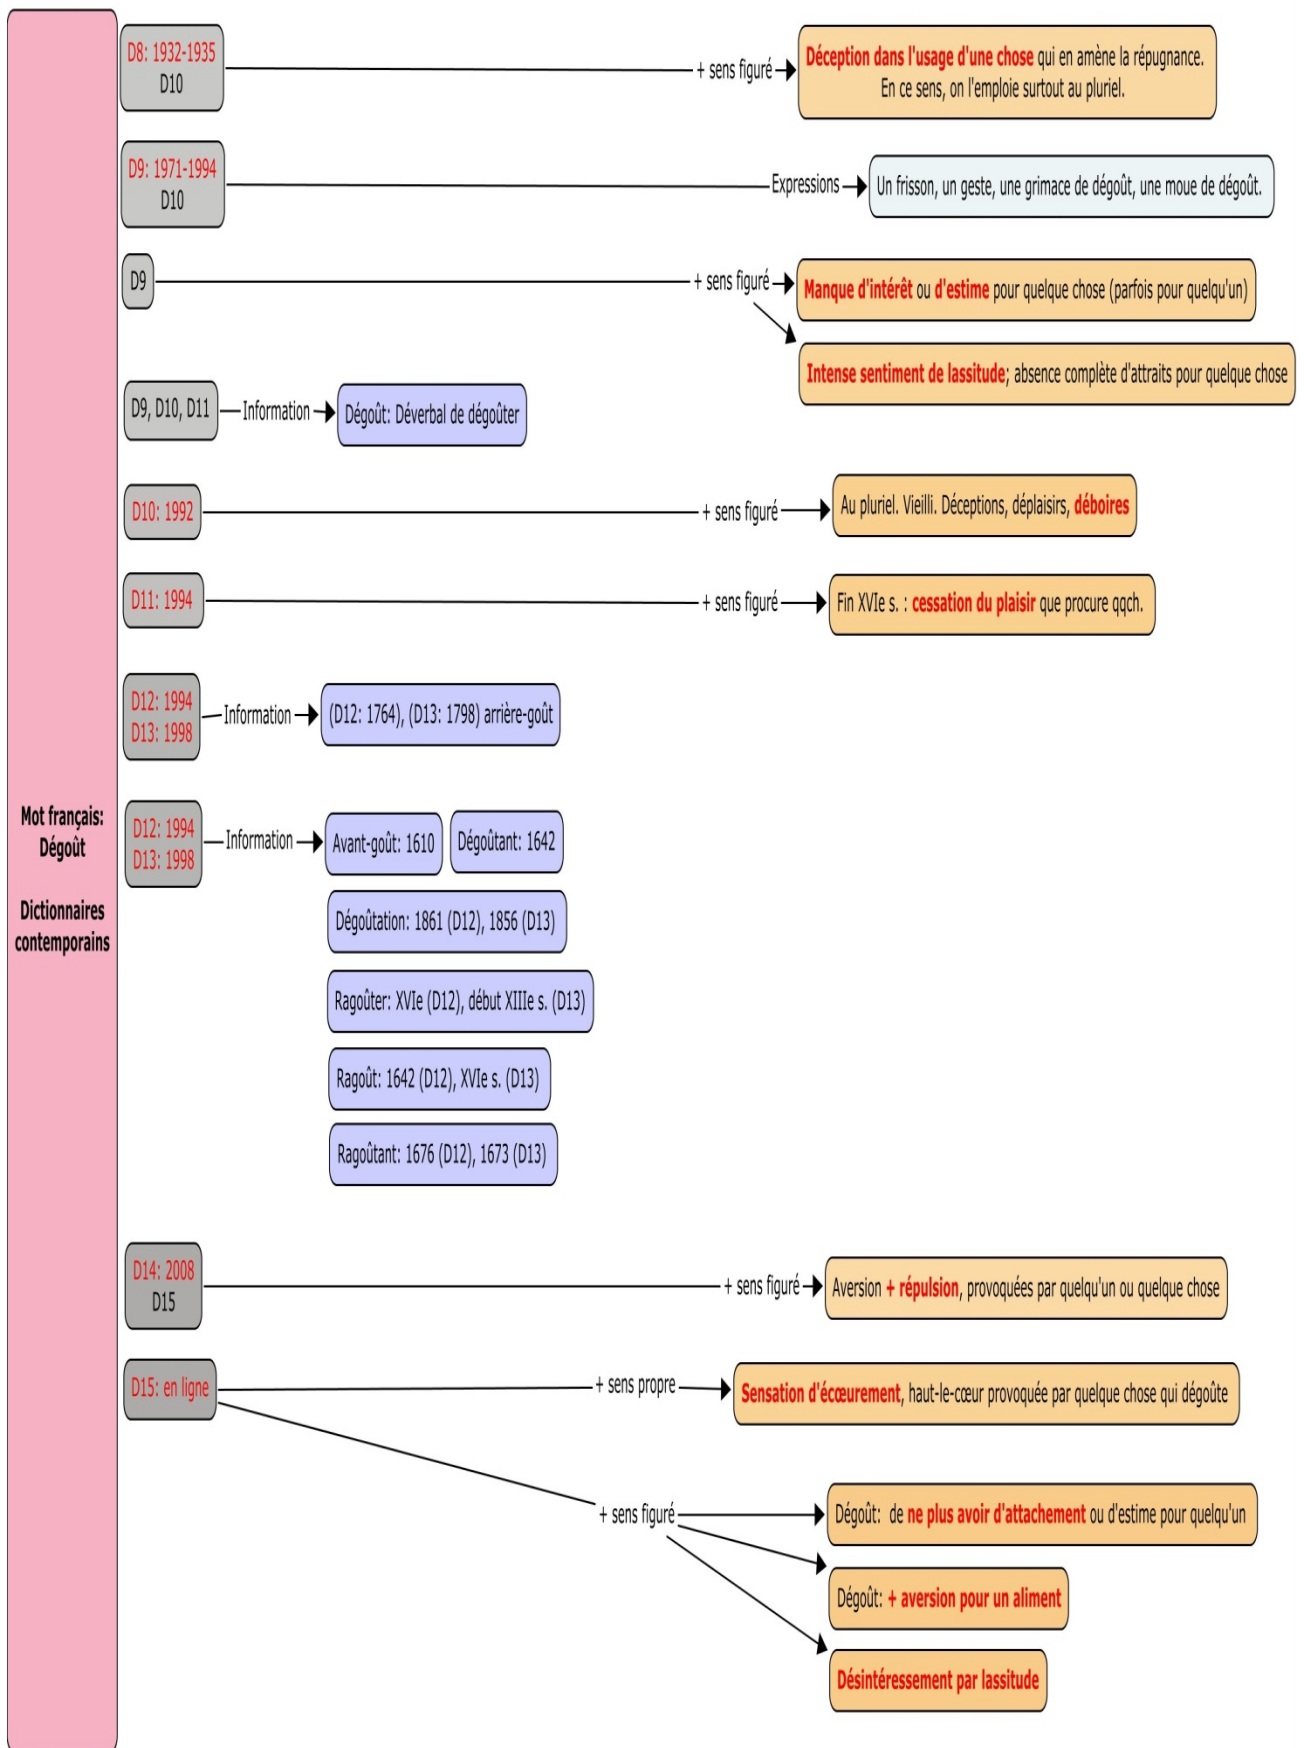 Mot français:
Dégoût
Dictionnaires
contemporains
D8: 1932-1935
D10
+ sens figuré
Déception dans l'usage d'une chose qui en amène la répugnance.
En ce sens, on l'emploie surtout au pluriel.
D9: 1971-1994
D10
Expressions
Un frisson, un geste, une grimace de dégoût, une moue de dégoût.
D9
+ sens figuré
Manque d'intérêt ou d'estime pour quelque chose (parfois pour quelqu'un)
Intense sentiment de lassitude; absence complète d'attraits pour quelque chose
D9, D10, D11
Information
Dégoût: Déverbal de dégoûter
D10: 1992
+ sens figuré
Au pluriel. Vieilli. Déceptions, déplaisirs, déboires
D11: 1994
+ sens figuré
Fin XVIe s. : cessation du plaisir que procure qqch.
D12: 1994
D13: 1998
Information
(D12: 1764), (D13: 1798) arrière-goût
D12: 1994
D13: 1998
Information
Avant-goût: 1610
Dégoûtant: 1642
Dégoûtation: 1861 (D12), 1856 (D13)
Ragoûter: XVIe (D12), début XIIIe s. (D13)
Ragoût: 1642 (D12), XVIe s. (D13)
Ragoûtant: 1676 (D12), 1673 (D13)
D14: 2008
D15
+ sens figuré
Aversion + répulsion, provoquées par quelqu'un ou quelque chose
D15: en ligne
+ sens propre
Sensation d'écœurement, haut-le-cœur provoquée par quelque chose qui dégoûte
+ sens figuré
Dégoût: de ne plus avoir d'attachement ou d'estime pour quelqu'un
Dégoût: + aversion pour un aliment
Désintéressement par lassitude